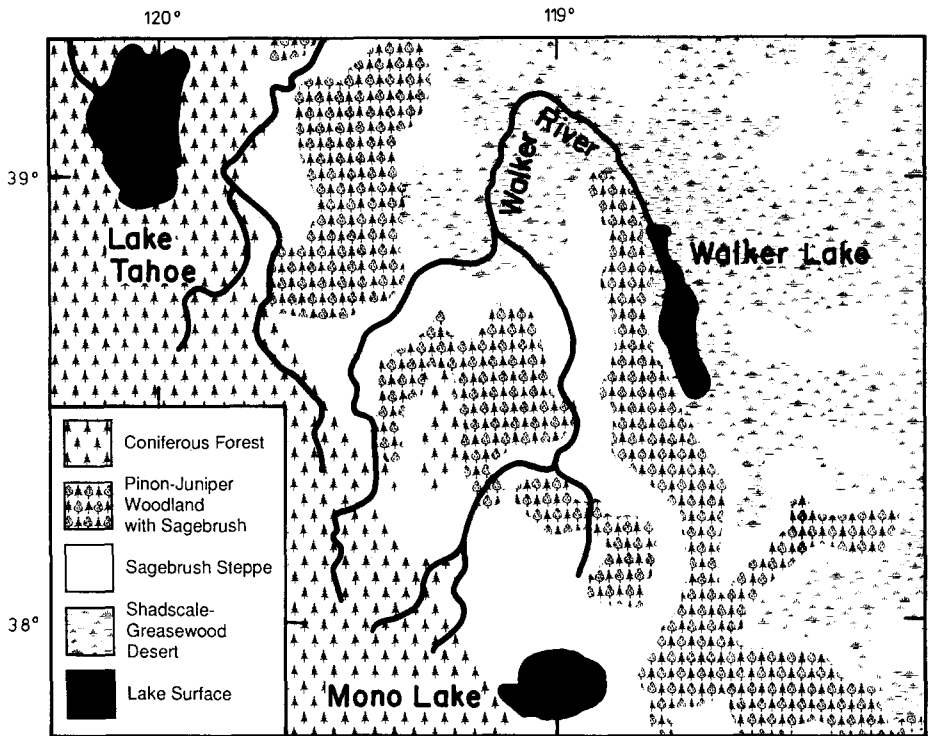 120°
119°
39°
38°
Lake
Tahoe
Walker
River
Walker Lake
Mono Lake
Coniferous Forest
Pinon-Juniper
Woodland
with Sagebrush
Sagebrush Steppe
Shadscale-
Greasewood
Desert
Lake Surface